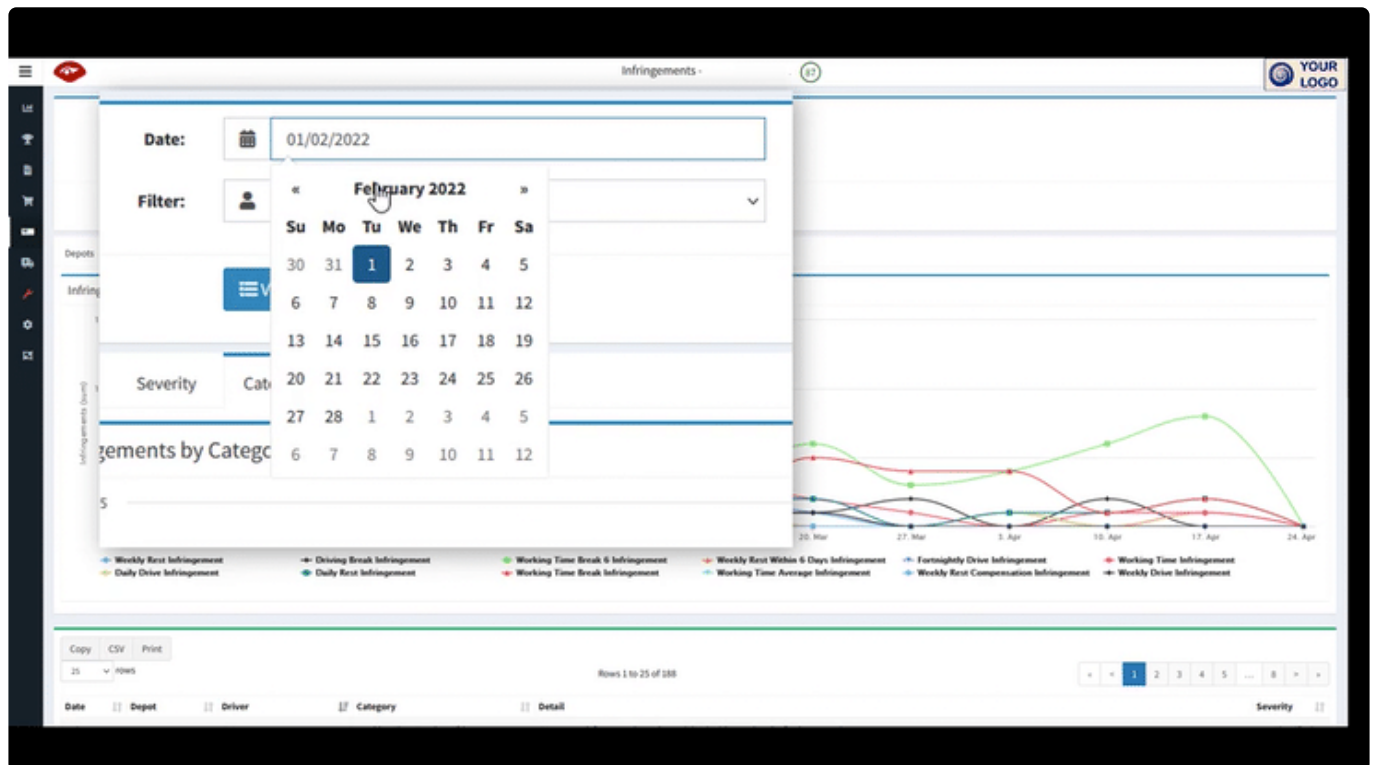 Infringements -
87
YOUR
LOGO
Date:
01/02/2022
Filter:
« February 2022 »
Su Mo Tu We Th Fr Sa
30 31 1 2 3 4 5
6 7 8 9 10 11 12
13 14 15 16 17 18 19
20 21 22 23 24 25 26
27 28 1 2 3 4 5
6 7 8 9 10 11 12
Depots
Severity
gements by
5
Infringements (sum)
20. Mar 27. Mar 3. Apr 10. Apr 17. Apr 24. Apr
Weekly Rest Infringement Driving Break Infringement Working Time Break 6 Infringement Weekly Rest Within 6 Days Infringement Fortnightly Drive Infringement Working Time Infringement
Daily Drive Infringement Daily Rest Infringement Working Time Break Infringement Working Time Average Infringement Weekly Rest Compensation Infringement Weekly Drive Infringement
Copy CSV Print
25 rows
Rows 1 to 25 of 188
« < 1 2 3 4 5 ... 8 > »
Date Depot Driver Category Detail Severity